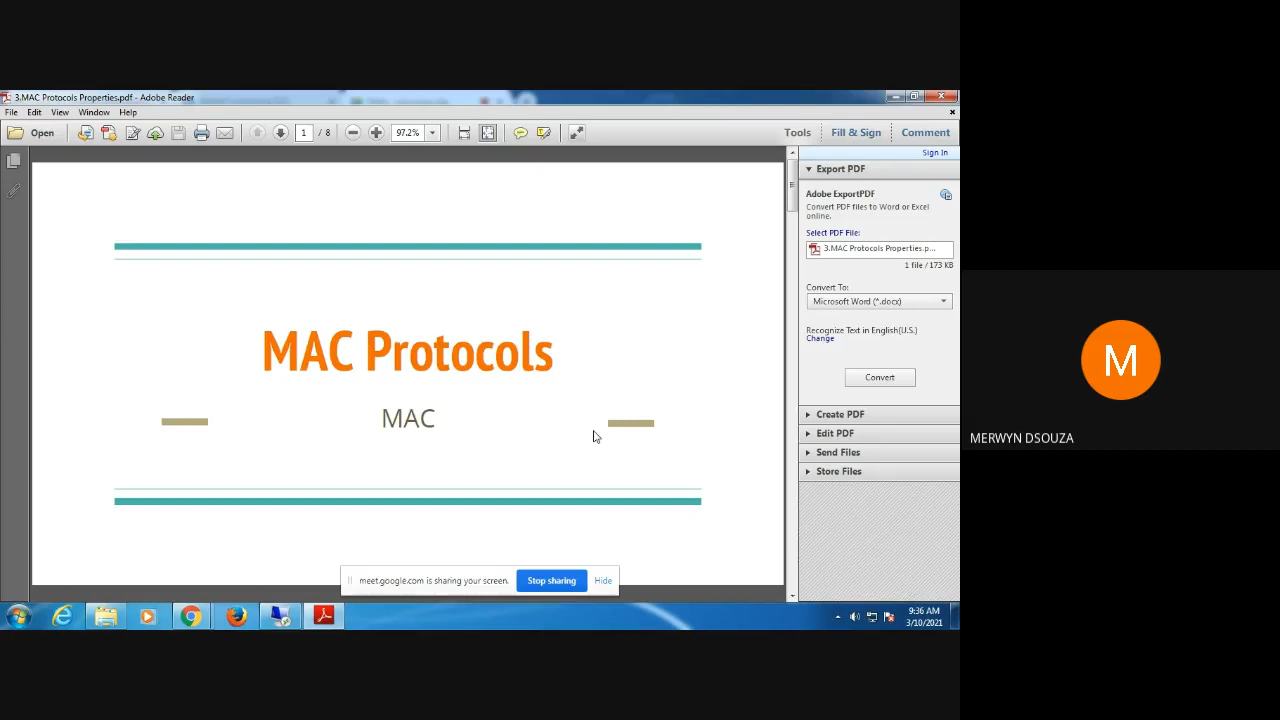 3.MAC Protocols Properties.pdf - Adobe Reader
File Edit View Window Help
Open 1 / 8 97.2% Tools Fill & Sign Comment
Sign In
Export PDF
Adobe ExportPDF
Convert PDF files to Word or Excel
online.
Select PDF File:
3.MAC Protocols Properties.p...
1 file / 173 KB
Convert To:
Microsoft Word (*.docx)
Recognize Text in English(U.S.)
Change
Convert
Create PDF
Edit PDF
Send Files
Store Files
MAC Protocols
MAC
meet.google.com is sharing your screen. Stop sharing Hide
9:36 AM
3/10/2021
M
MERWYN DSOUZA